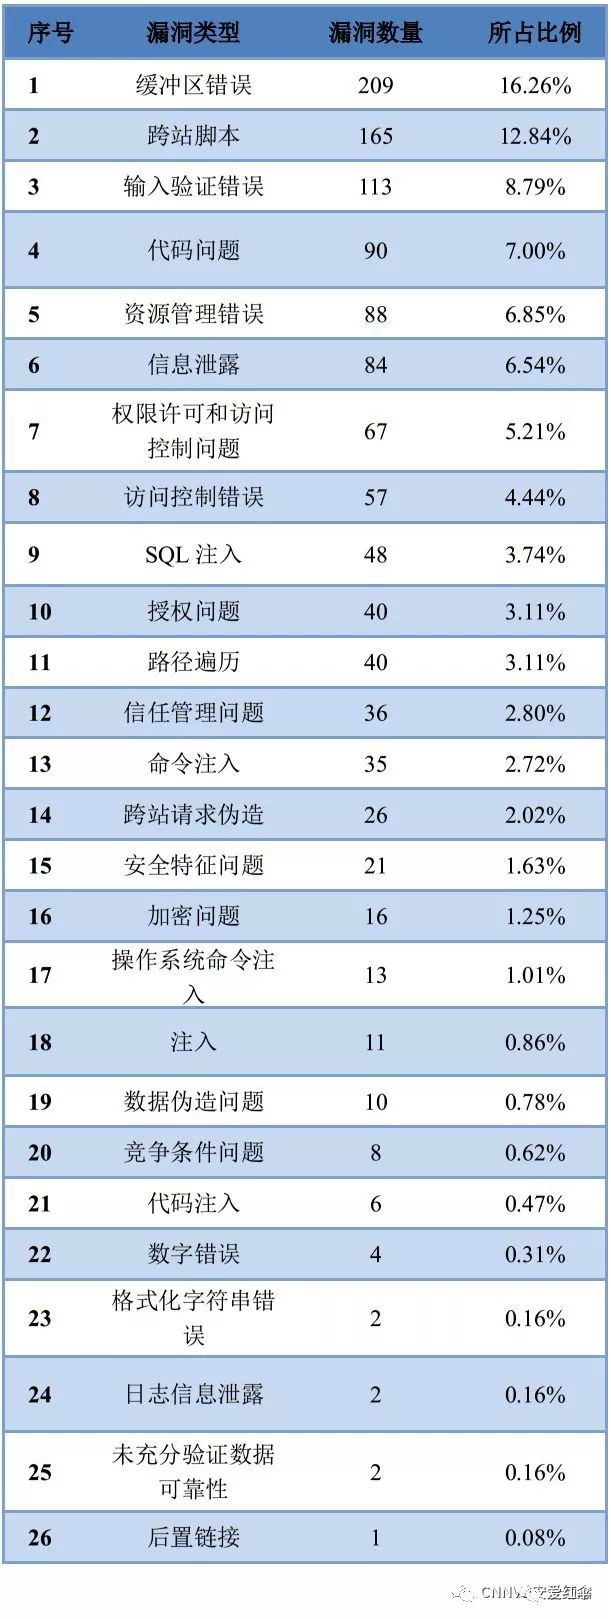 序号 漏洞类型 漏洞数量 所占比例
1 缓冲区错误 209 16.26%
2 跨站脚本 165 12.84%
3 输入验证错误 113 8.79%
4 代码问题 90 7.00%
5 资源管理错误 88 6.85%
6 信息泄露 84 6.54%
7 权限许可和访问
控制问题 67 5.21%
8 访问控制错误 57 4.44%
9 SQL 注入 48 3.74%
10 授权问题 40 3.11%
11 路径遍历 40 3.11%
12 信任管理问题 36 2.80%
13 命令注入 35 2.72%
14 跨站请求伪造 26 2.02%
15 安全特征问题 21 1.63%
16 加密问题 16 1.25%
17 操作系统命令注
入 13 1.01%
18 注入 11 0.86%
19 数据伪造问题 10 0.78%
20 竞争条件问题 8 0.62%
21 代码注入 6 0.47%
22 数字错误 4 0.31%
23 格式化字符串错
误 2 0.16%
24 日志信息泄露 2 0.16%
25 未充分验证数据
可靠性 2 0.16%
26 后置链接 1 0.08%